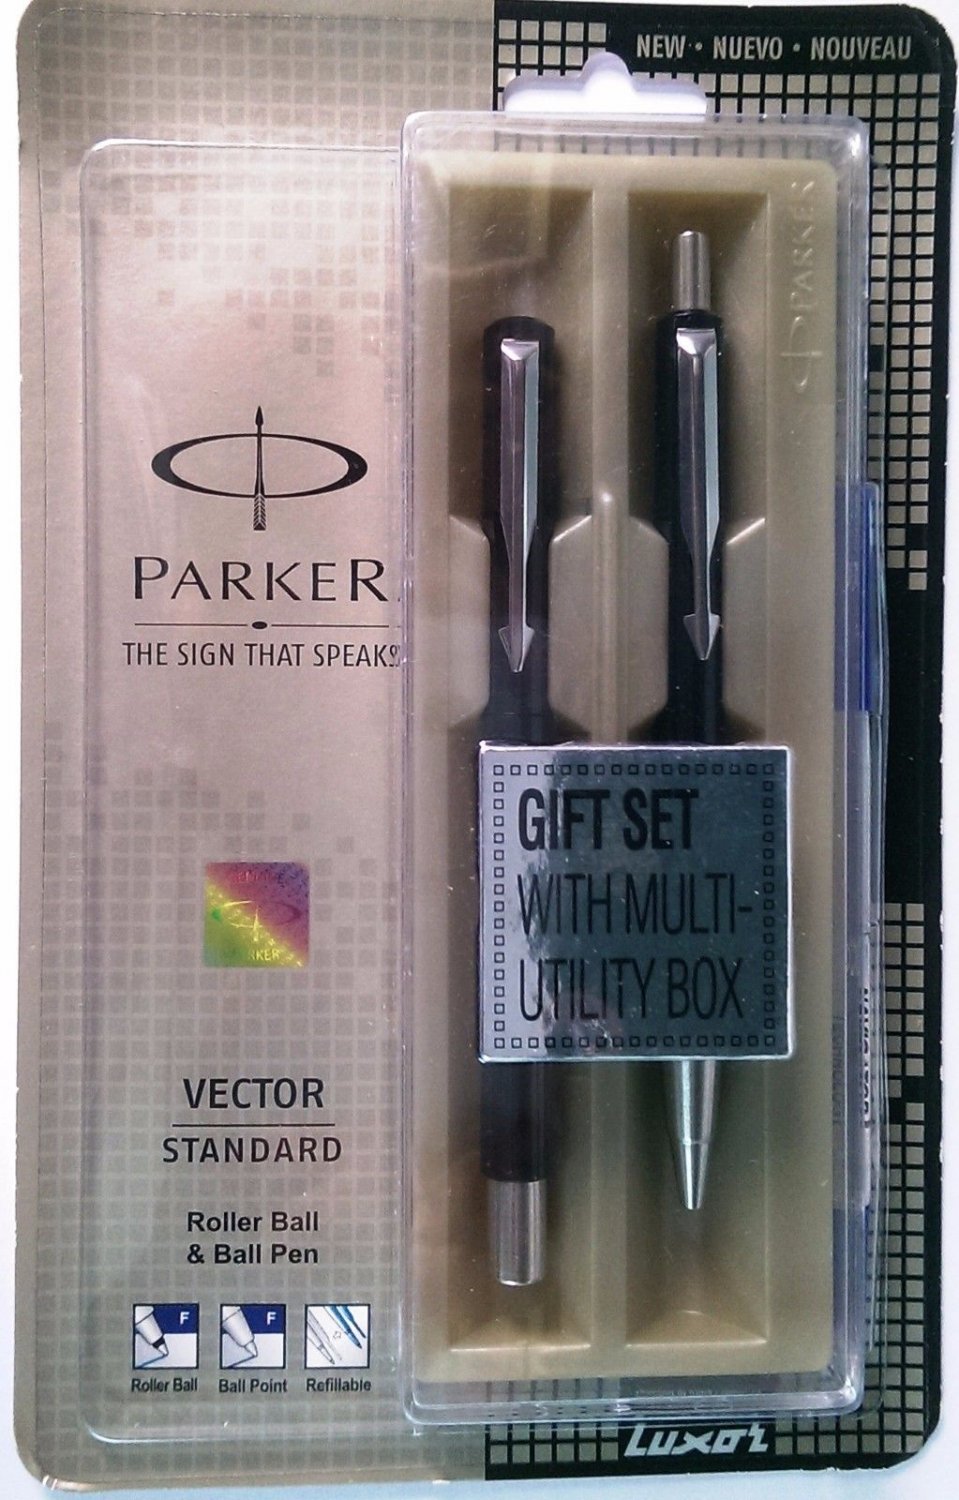 NEW • NUEVO • NOUVEAU
PARKER
PARKER
THE SIGN THAT SPEAKS
GIFT SET
WITH MULTI-
UTILITY BOX
PARKER
VECTOR
STANDARD
Roller Ball
& Ball Pen
F
F
Roller Ball
Ball Point
Refillable
Luxor